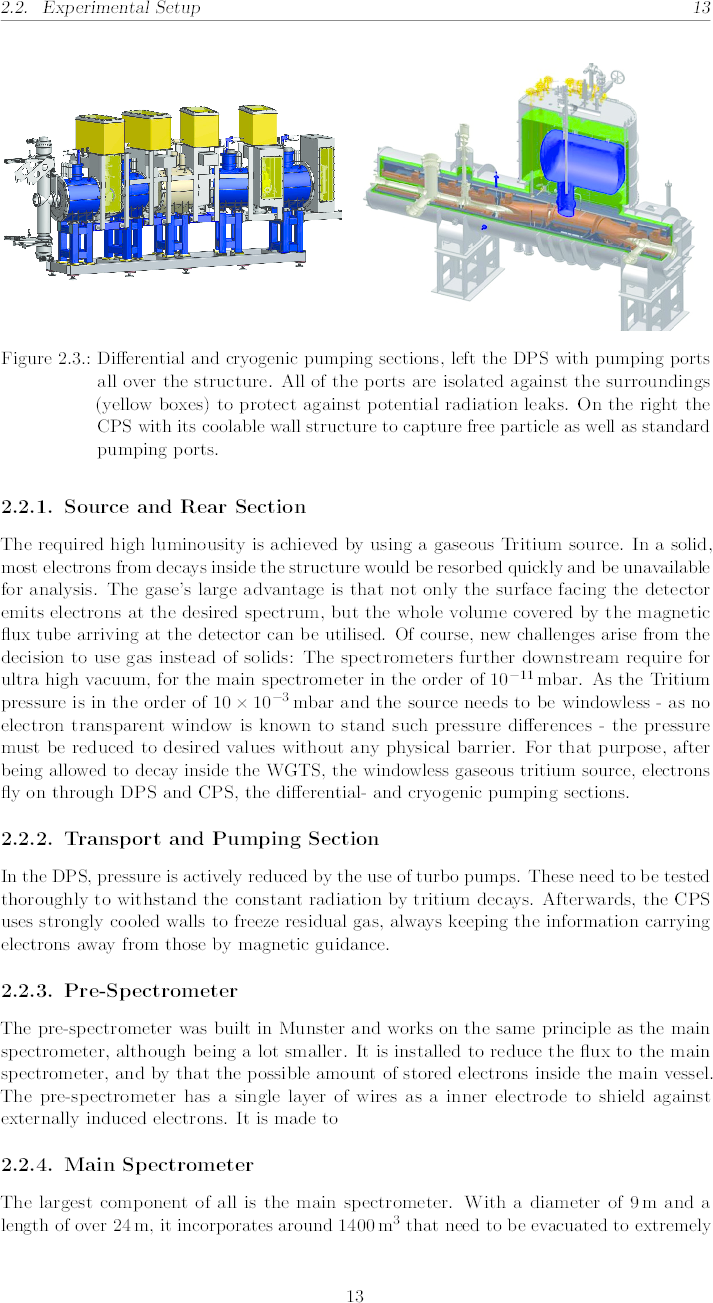 2.2. Experimental Setup 13
Figure 2.3.: Differential and cryogenic pumping sections, left the DPS with pumping ports
all over the structure. All of the ports are isolated against the surroundings
(yellow boxes) to protect against potential radiation leaks. On the right the
CPS with its coolable wall structure to capture free particle as well as standard
pumping ports.
2.2.1. Source and Rear Section
The required high luminousity is achieved by using a gaseous Tritium source. In a solid,
most electrons from decays inside the structure would be resorbed quickly and be unavailable
for analysis. The gase's large advantage is that not only the surface facing the detector
emits electrons at the desired spectrum, but the whole volume covered by the magnetic
flux tube arriving at the detector can be utilised. Of course, new challenges arise from the
decision to use gas instead of solids: The spectrometers further downstream require for
ultra high vacuum, for the main spectrometer in the order of 10⁻¹¹ mbar. As the Tritium
pressure is in the order of 10 × 10⁻³ mbar and the source needs to be windowless - as no
electron transparent window is known to stand such pressure differences - the pressure
must be reduced to desired values without any physical barrier. For that purpose, after
being allowed to decay inside the WGTS, the windowless gaseous tritium source, electrons
fly on through DPS and CPS, the differential- and cryogenic pumping sections.
2.2.2. Transport and Pumping Section
In the DPS, pressure is actively reduced by the use of turbo pumps. These need to be tested
thoroughly to withstand the constant radiation by tritium decays. Afterwards, the CPS
uses strongly cooled walls to freeze residual gas, always keeping the information carrying
electrons away from those by magnetic guidance.
2.2.3. Pre-Spectrometer
The pre-spectrometer was built in Munster and works on the same principle as the main
spectrometer, although being a lot smaller. It is installed to reduce the flux to the main
spectrometer, and by that the possible amount of stored electrons inside the main vessel.
The pre-spectrometer has a single layer of wires as a inner electrode to shield against
externally induced electrons. It is made to
2.2.4. Main Spectrometer
The largest component of all is the main spectrometer. With a diameter of 9 m and a
length of over 24 m, it incorporates around 1400 m³ that need to be evacuated to extremely
13